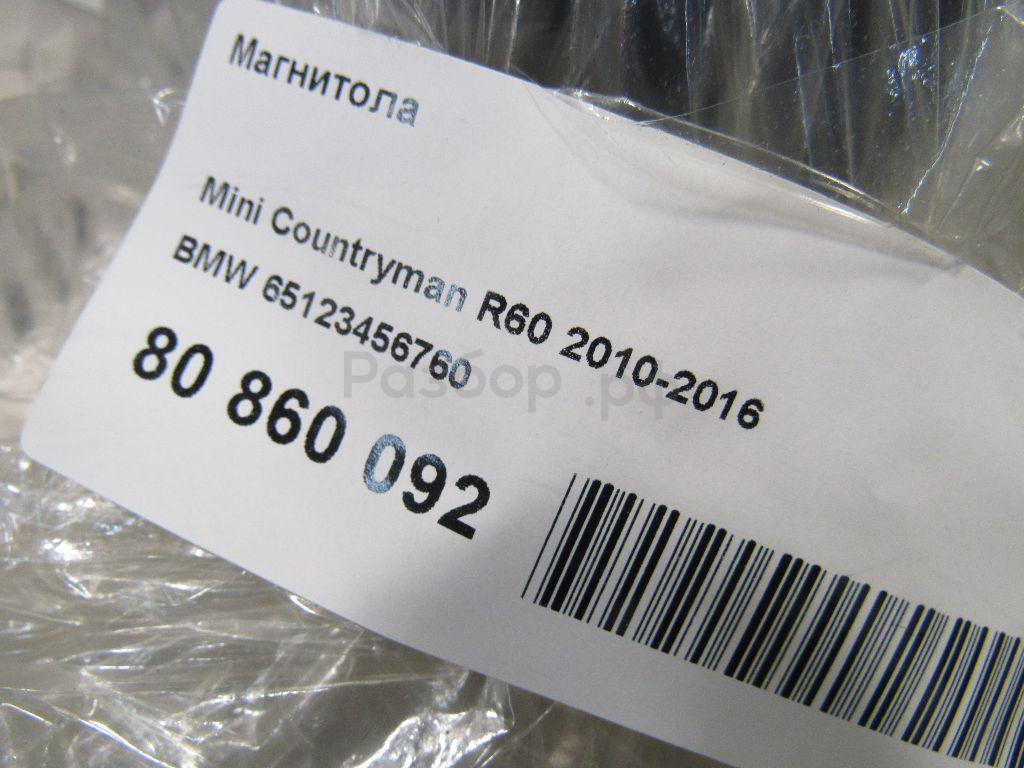 Магнитола
Mini Countryman R60 2010-2016
BMW 65123456760
Разбор.рф
80 860 092